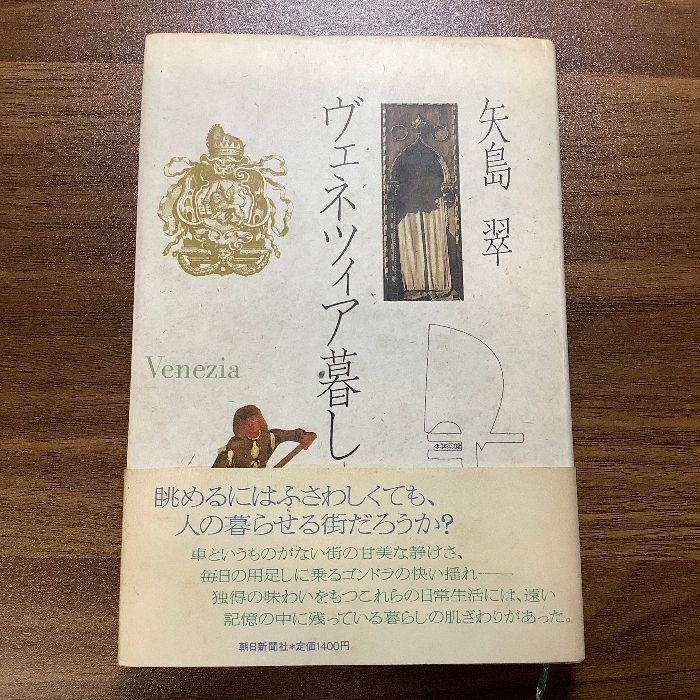 矢島 翠
ヴェネツィア暮し
Venezia
眺めるにはふさわしくても、
人の暮らせる街だろうか?
車というものがない街の甘美な静けさ、
毎日の用足しに乗るゴンドラの快い揺れ——
独得の味わいをもつこれらの日常生活には、遠い
記憶の中に残っている暮らしの肌ざわりがあった。
朝日新聞社*定価1400円